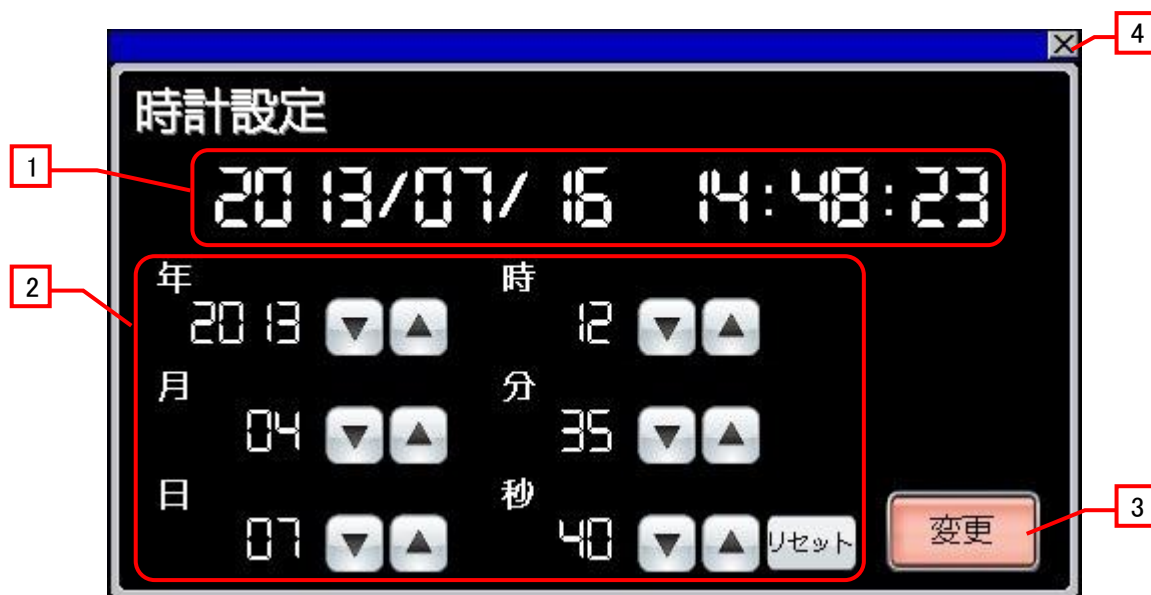 4
時計設定
1
2013/07/16 14:48:23
2
年 時
2013 ▼ ▲ 12 ▼ ▲
月 分
04 ▼ ▲ 35 ▼ ▲
日 秒
07 ▼ ▲ 40 ▼ ▲ リセット
変更
3